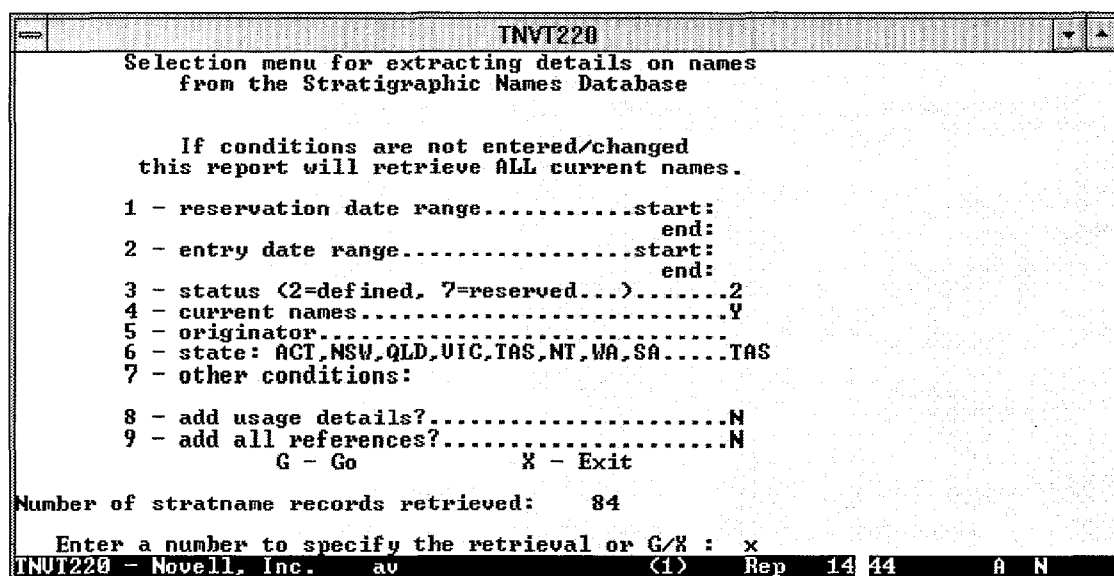 TNVT220
Selection menu for extracting details on names
from the Stratigraphic Names Database
If conditions are not entered/changed
this report will retrieve ALL current names.
1 - reservation date range...........start:
end:
2 - entry date range.................start:
end:
3 - status (2=defined, 7=reserved...).......2
4 - current names...........................Y
5 - originator..............................
6 - state: ACT,NSW,QLD,VIC,TAS,NT,WA,SA.....TAS
7 - other conditions:
8 - add usage details?......................N
9 - add all references?.....................N
G - Go X - Exit
Number of stratname records retrieved: 84
Enter a number to specify the retrieval or G/X : x
TNVT220 - Novell, Inc. av (1) Rep 14 44 A N